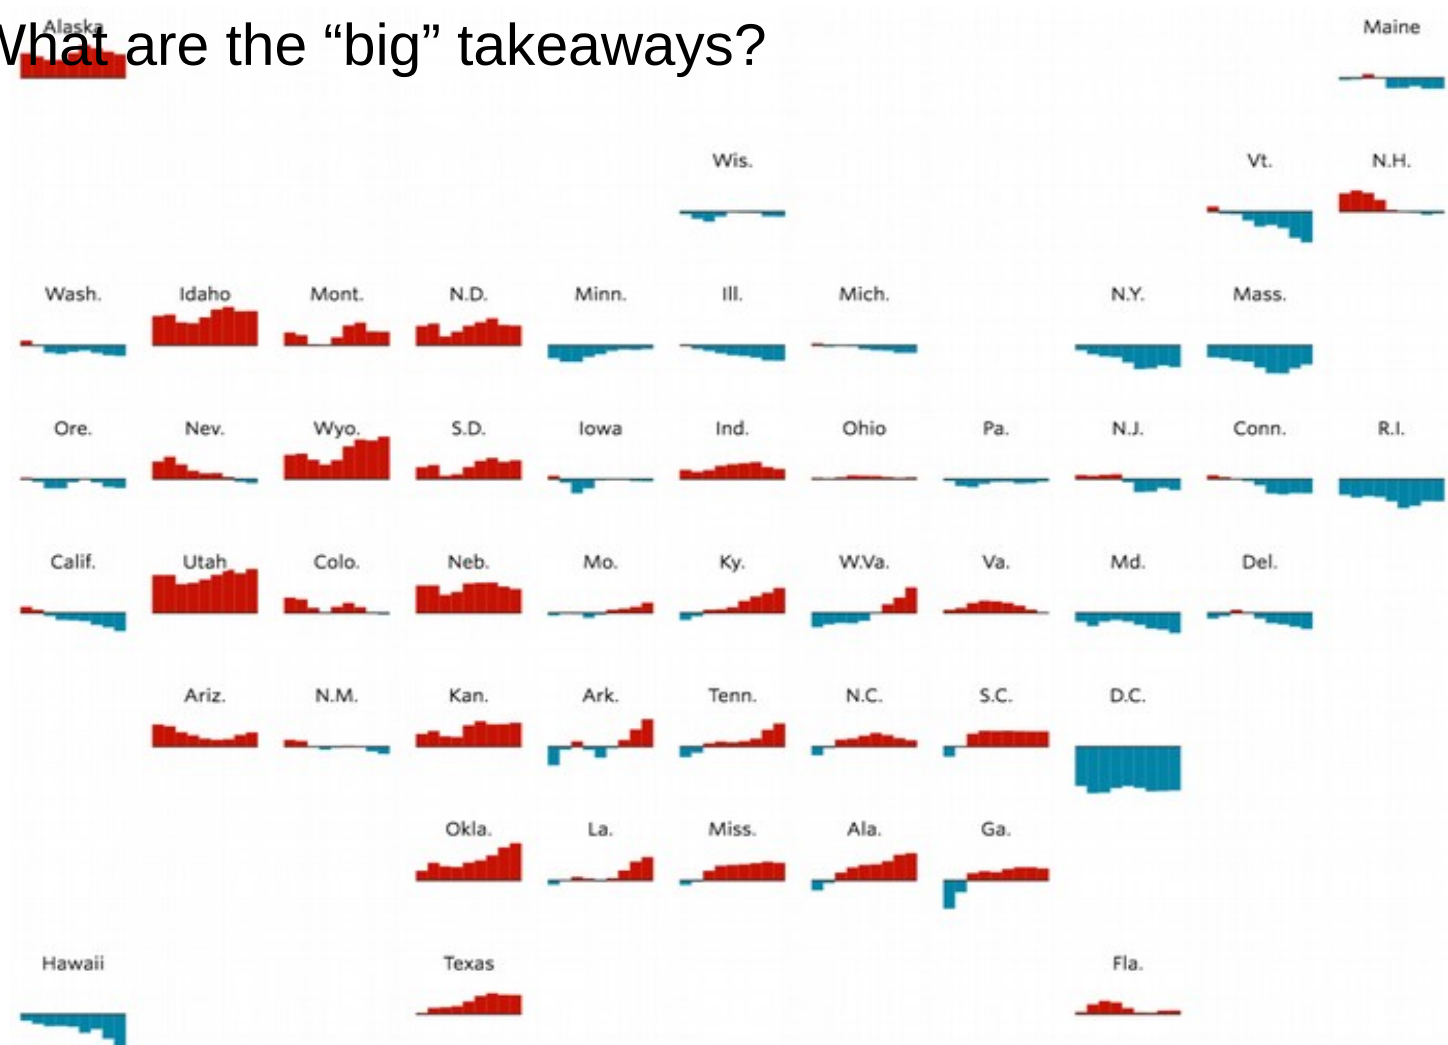 Alaska
What are the “big” takeaways?
Maine
Wis.
Vt.
N.H.
Wash.
Idaho
Mont.
N.D.
Minn.
Ill.
Mich.
N.Y.
Mass.
Ore.
Nev.
Wyo.
S.D.
Iowa
Ind.
Ohio
Pa.
N.J.
Conn.
R.I.
Calif.
Utah
Colo.
Neb.
Mo.
Ky.
W.Va.
Va.
Md.
Del.
Ariz.
N.M.
Kan.
Ark.
Tenn.
N.C.
S.C.
D.C.
Okla.
La.
Miss.
Ala.
Ga.
Hawaii
Texas
Fla.